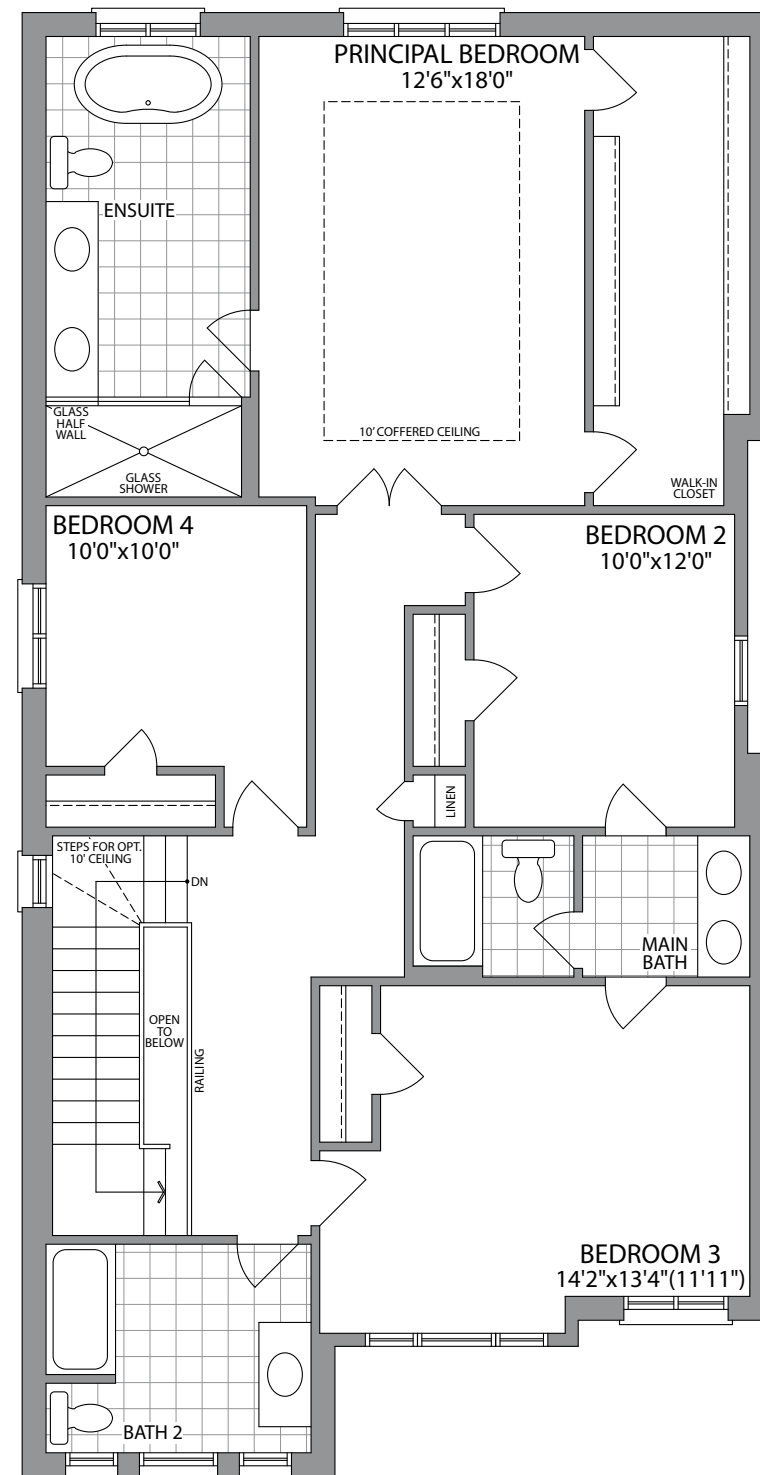 PRINCIPAL BEDROOM
12'6"x18'0"
ENSUITE
GLASS
HALF
WALL
GLASS
SHOWER
10' COFFERED CEILING
WALK-IN
CLOSET
BEDROOM 4
10'0"x10'0"
BEDROOM 2
10'0"x12'0"
LINEN
STEPS FOR OPT.
10' CEILING
DN
MAIN
BATH
OPEN
TO
BELOW
RAILING
BEDROOM 3
14'2"x13'4"(11'11")
BATH 2